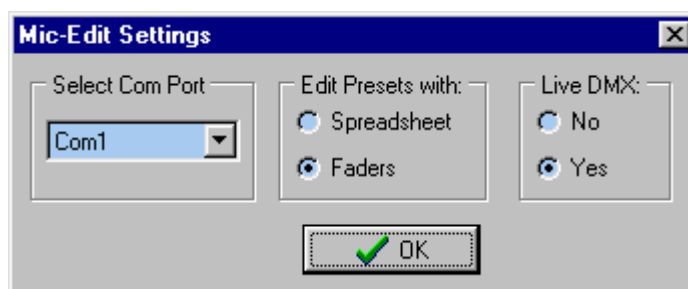 Mic-Edit Settings
Select Com Port
Com1
Edit Presets with:
Spreadsheet
Faders
Live DMX:
No
Yes
OK